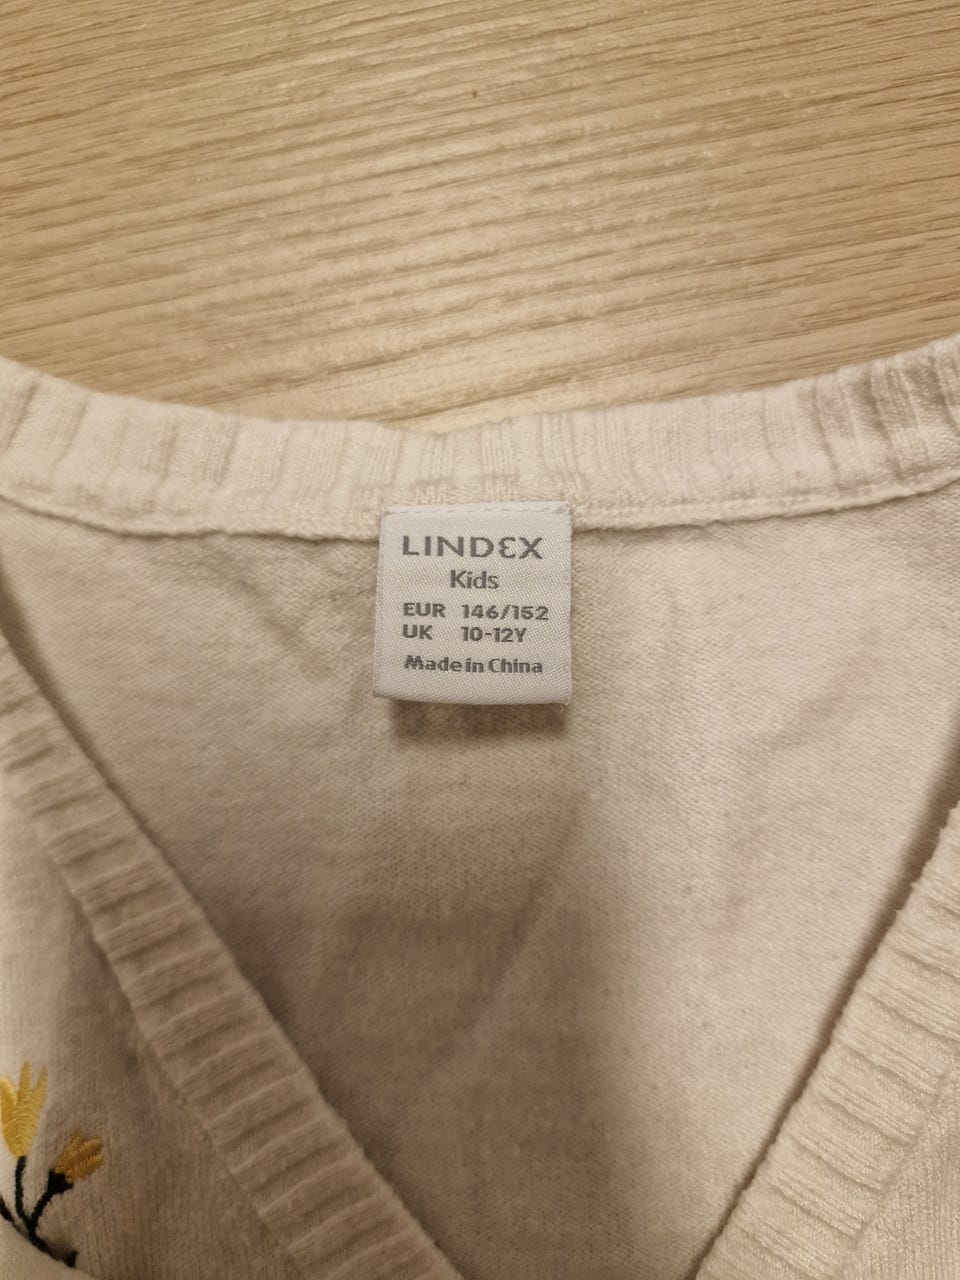 LINDEX
Kids
EUR 146/152
UK 10-12Y
Made in China